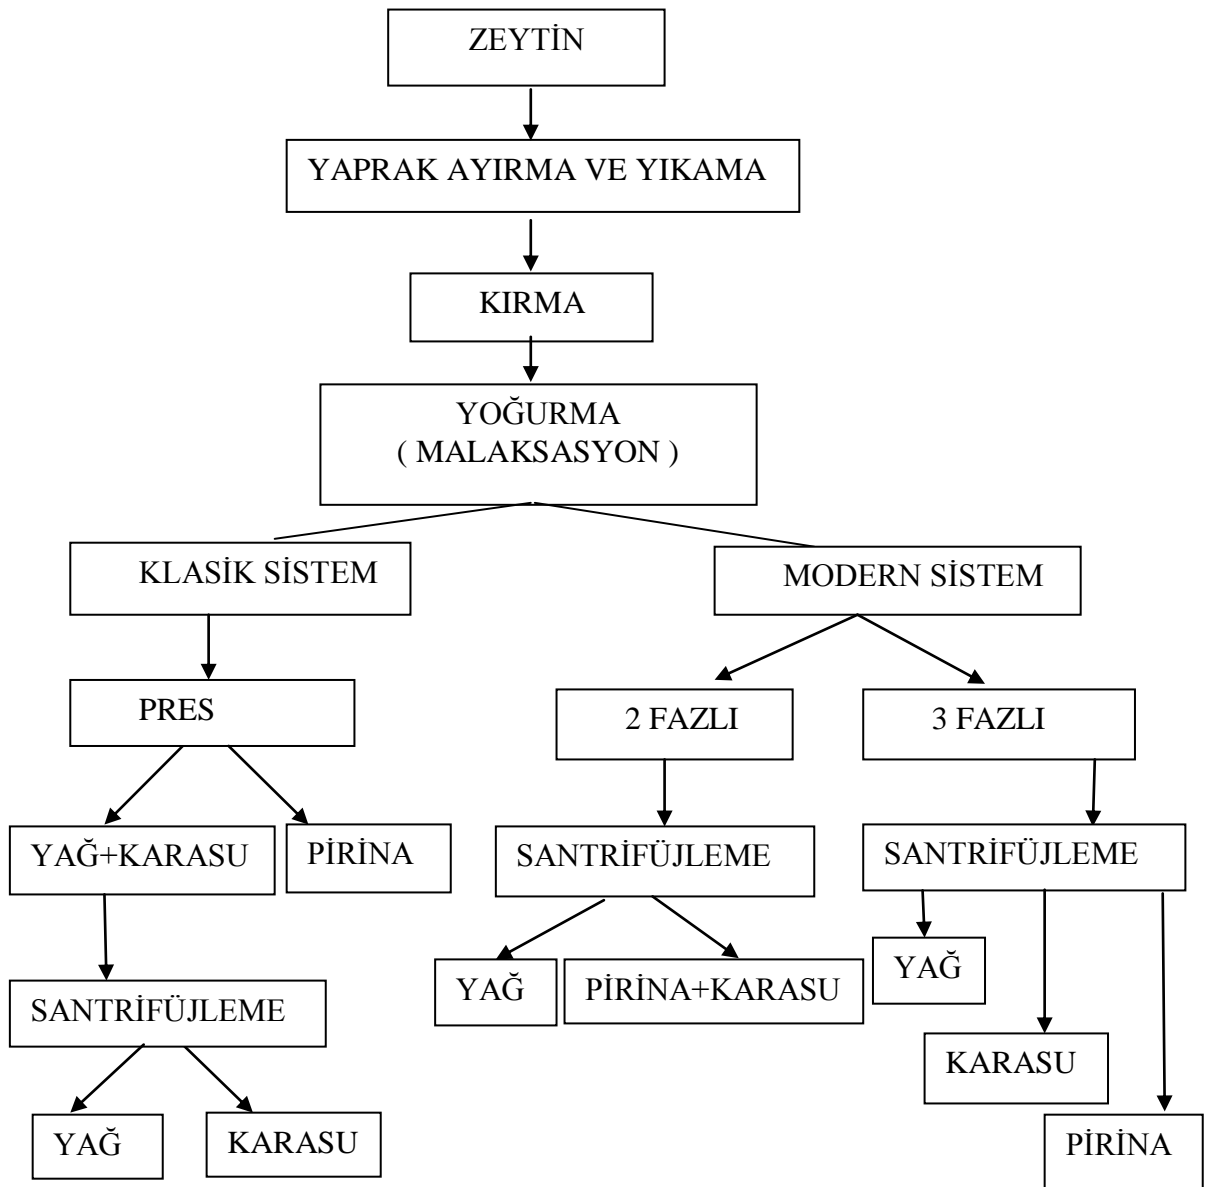 ZEYTİN
YAPRAK AYIRMA VE YIKAMA
KIRMA
YOĞURMA
( MALAKSASYON )
KLASİK SİSTEM
MODERN SİSTEM
PRES
2 FAZLI
3 FAZLI
YAĞ+KARASU
PİRİNA
SANTRİFÜJLEME
SANTRİFÜJLEME
YAĞ
PİRİNA+KARASU
YAĞ
SANTRİFÜJLEME
KARASU
YAĞ
KARASU
PİRİNA